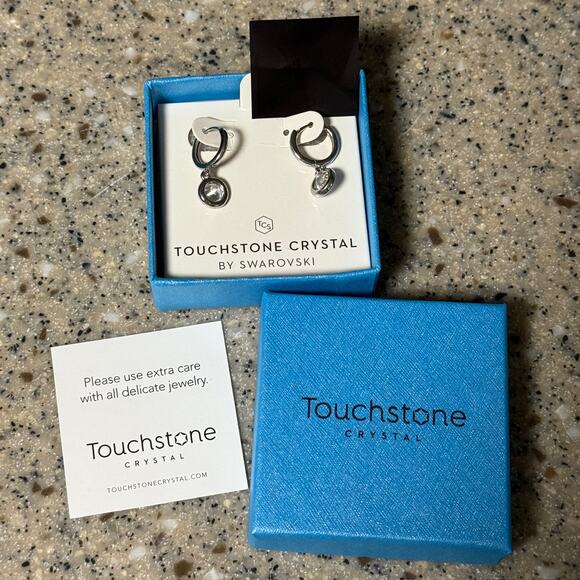 TCS
TOUCHSTONE CRYSTAL
BY SWAROVSKI
Please use extra care
with all delicate jewelry.
Touchstone
CRYSTAL
TOUCHSTONECRYSTAL.COM
Touchstone
CRYSTAL